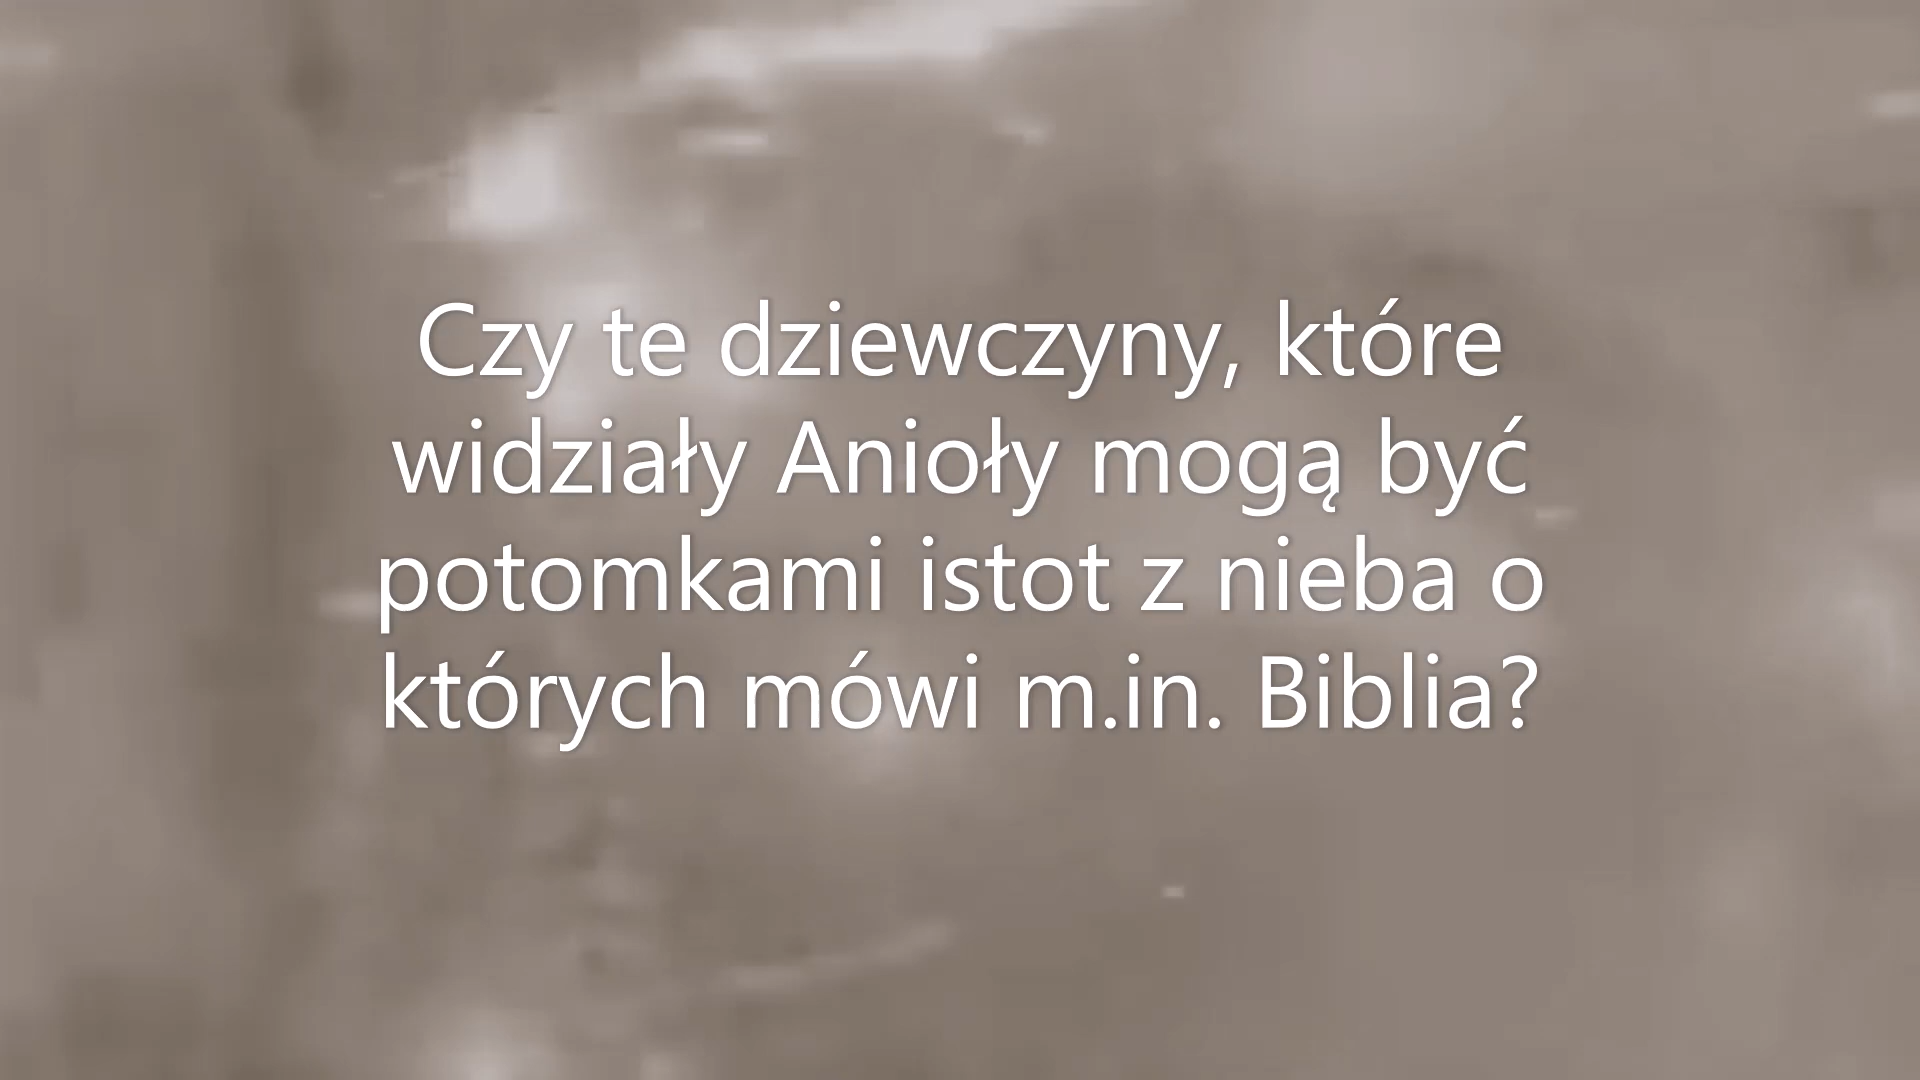 Czy te dziewczyny, które
widziały Anioły mogą być
potomkami istot z nieba o
których mówi m.in. Biblia?